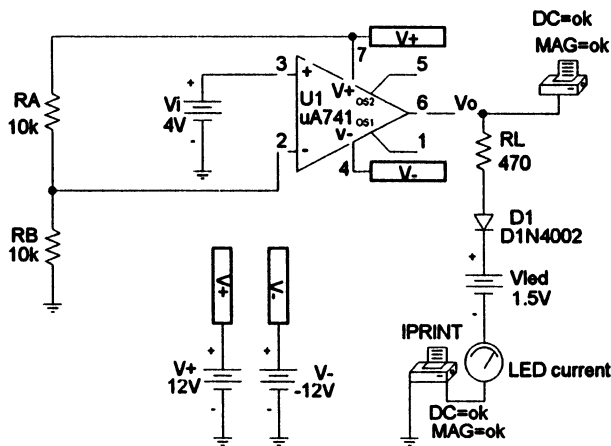 DC=ok
MAG=ok
V+
7
3
5
+
V+
OS2
U1
uA741
OS1
V-
-
6
Vo
1
2
4
V-
RA
10k
+
Vi
4V
-
RL
470
RB
10k
D1
D1N4002
+
Vled
1.5V
-
V+
V-
IPRINT
LED current
+
V+
12V
-
+
V-
-12V
-
DC=ok
MAG=ok